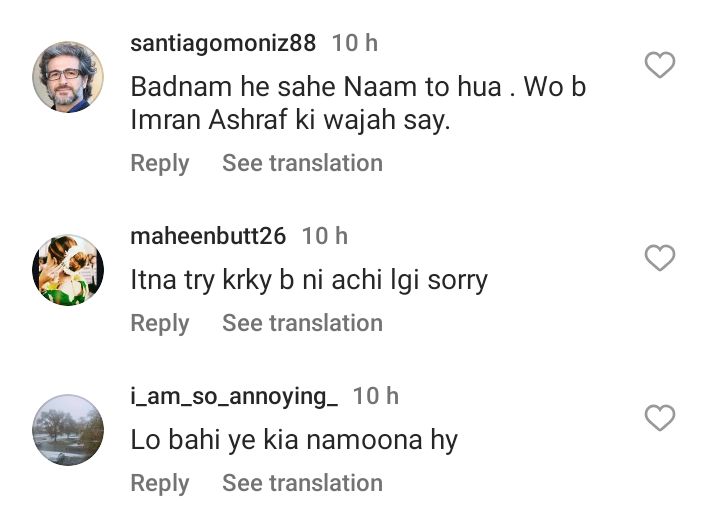 santiagomoniz88 10 h
Badnam he sahe Naam to hua . Wo b
Imran Ashraf ki wajah say.
Reply See translation
maheenbutt26 10 h
Itna try krky b ni achi lgi sorry
Reply See translation
i_am_so_annoying_ 10 h
Lo bahi ye kia namoona hy
Reply See translation